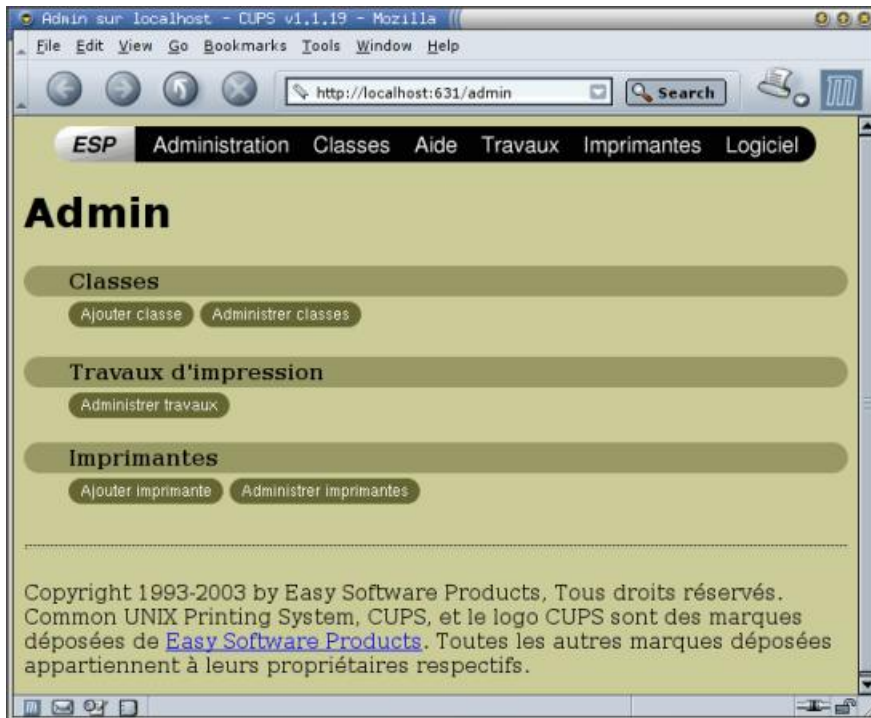 Admin sur localhost - CUPS v1.1.19 - Mozilla
File Edit View Go Bookmarks Tools Window Help
http://localhost:631/admin Search
ESP Administration Classes Aide Travaux Imprimantes Logiciel
Admin
Classes
Ajouter classe Administrer classes
Travaux d'impression
Administrer travaux
Imprimantes
Ajouter imprimante Administrer imprimantes
Copyright 1993-2003 by Easy Software Products, Tous droits réservés.
Common UNIX Printing System, CUPS, et le logo CUPS sont des marques
déposées de Easy Software Products. Toutes les autres marques déposées
appartiennent à leurs propriétaires respectifs.